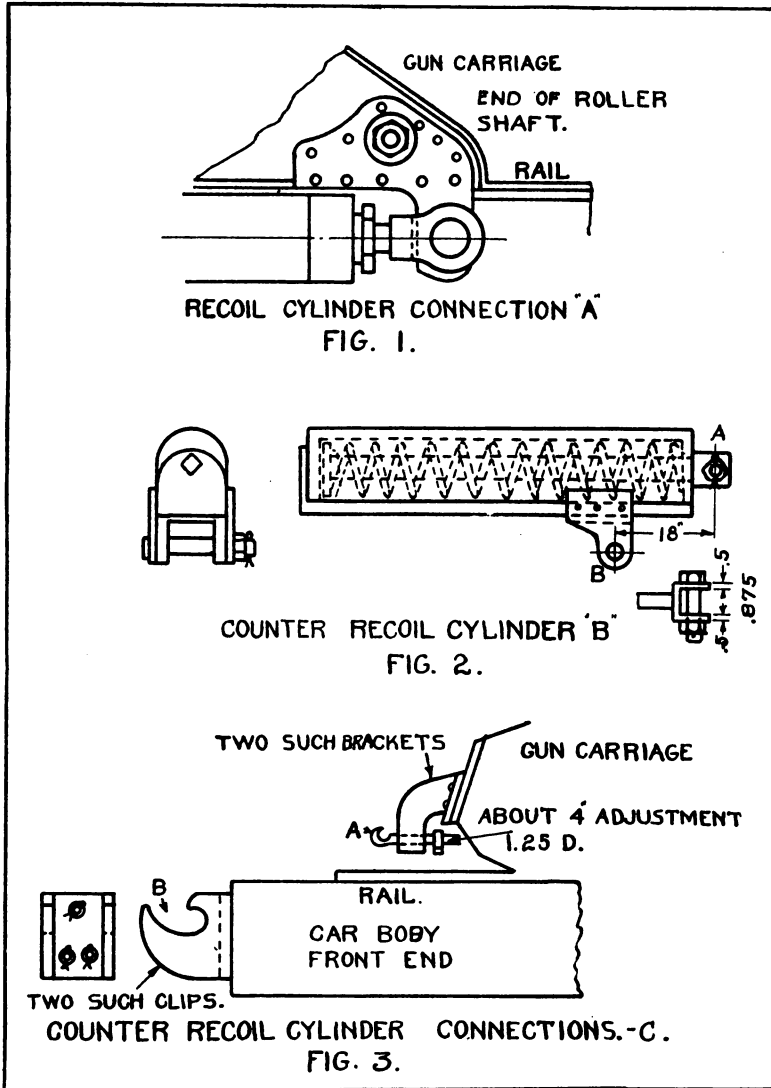 GUN CARRIAGE
END OF ROLLER
SHAFT.
RAIL
RECOIL CYLINDER CONNECTION "A"
FIG. 1.
A
18"
B
.5
.875
.5
COUNTER RECOIL CYLINDER "B"
FIG. 2.
TWO SUCH BRACKETS
GUN CARRIAGE
ABOUT 4" ADJUSTMENT
1.25 D.
A
B
RAIL.
CAR BOBY
FRONT END
TWO SUCH CLIPS.
COUNTER RECOIL CYLINDER CONNECTIONS.-C.
FIG. 3.